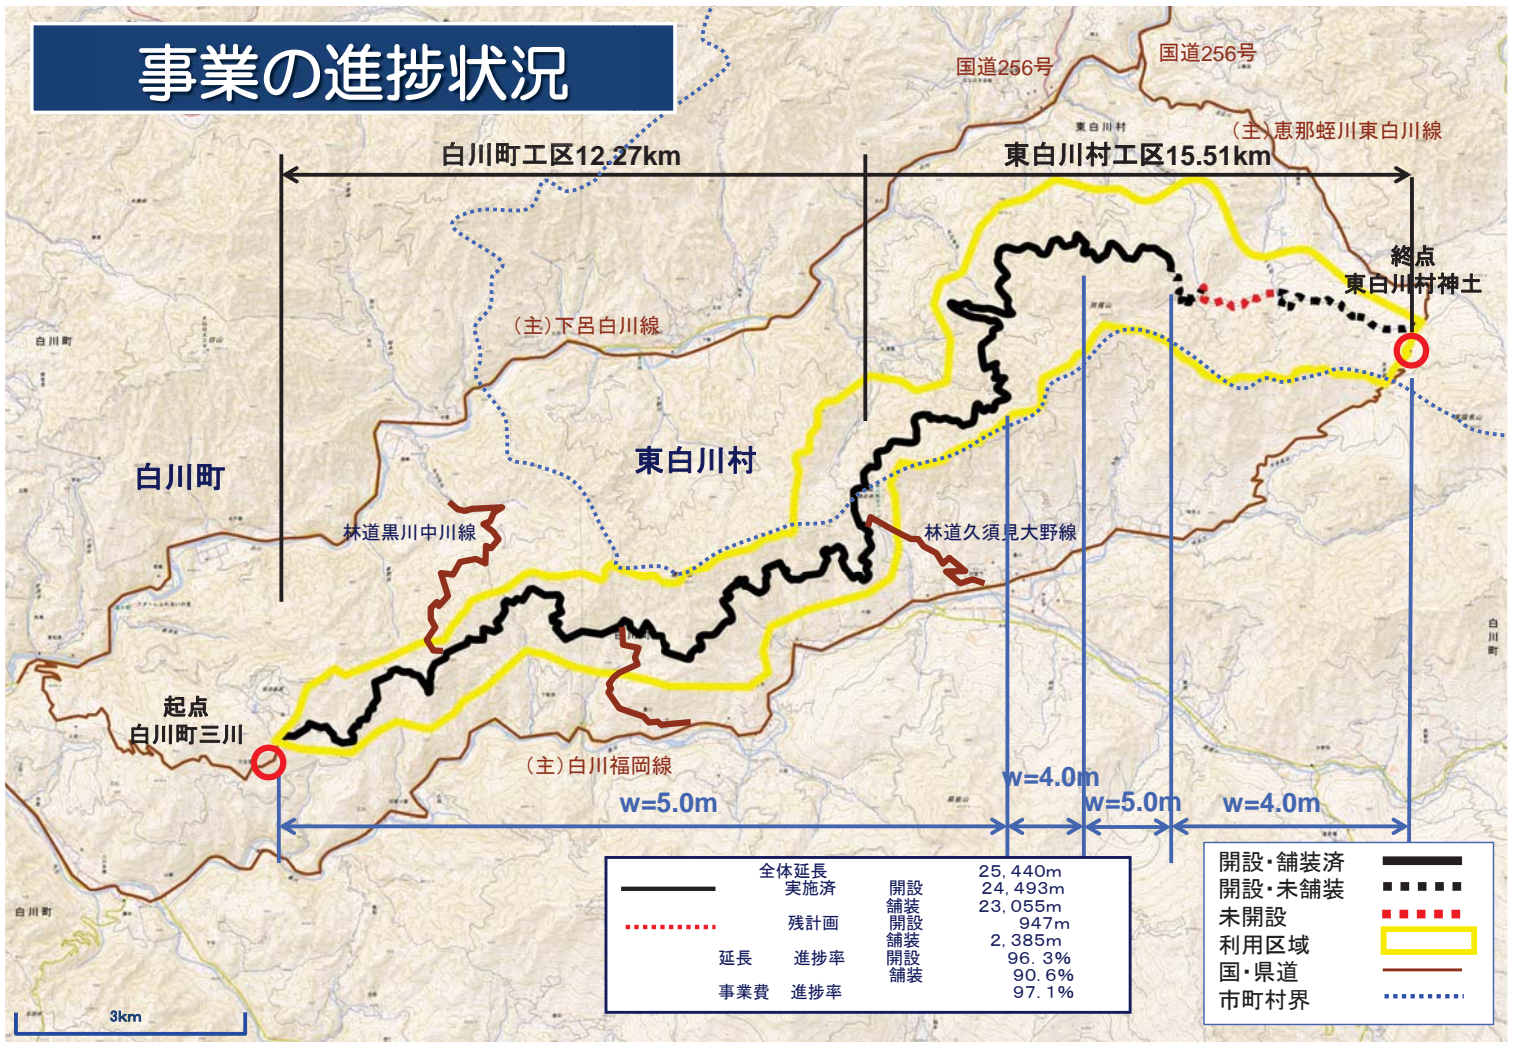 事業の進捗状況
国道256号
国道256号
東白川村
(主)恵那蛭川東白川線
白川町工区12.27km
東白川村工区15.51km
終点
東白川村神土
(主)下呂白川線
白川町
白川町
東白川村
林道黒川中川線
林道久須見大野線
白川町
起点
白川町三川
(主)白川福岡線
w=5.0m
w=4.0m
w=5.0m
w=4.0m
全体延長 25,440m
実施済 開設 24,493m
舗装 23,055m
残計画 開設 947m
舗装 2,385m
延長 進捗率 開設 96.3%
舗装 90.6%
事業費 進捗率 97.1%
開設・舗装済
開設・未舗装
未開設
利用区域
国・県道
市町村界
白川町
3km